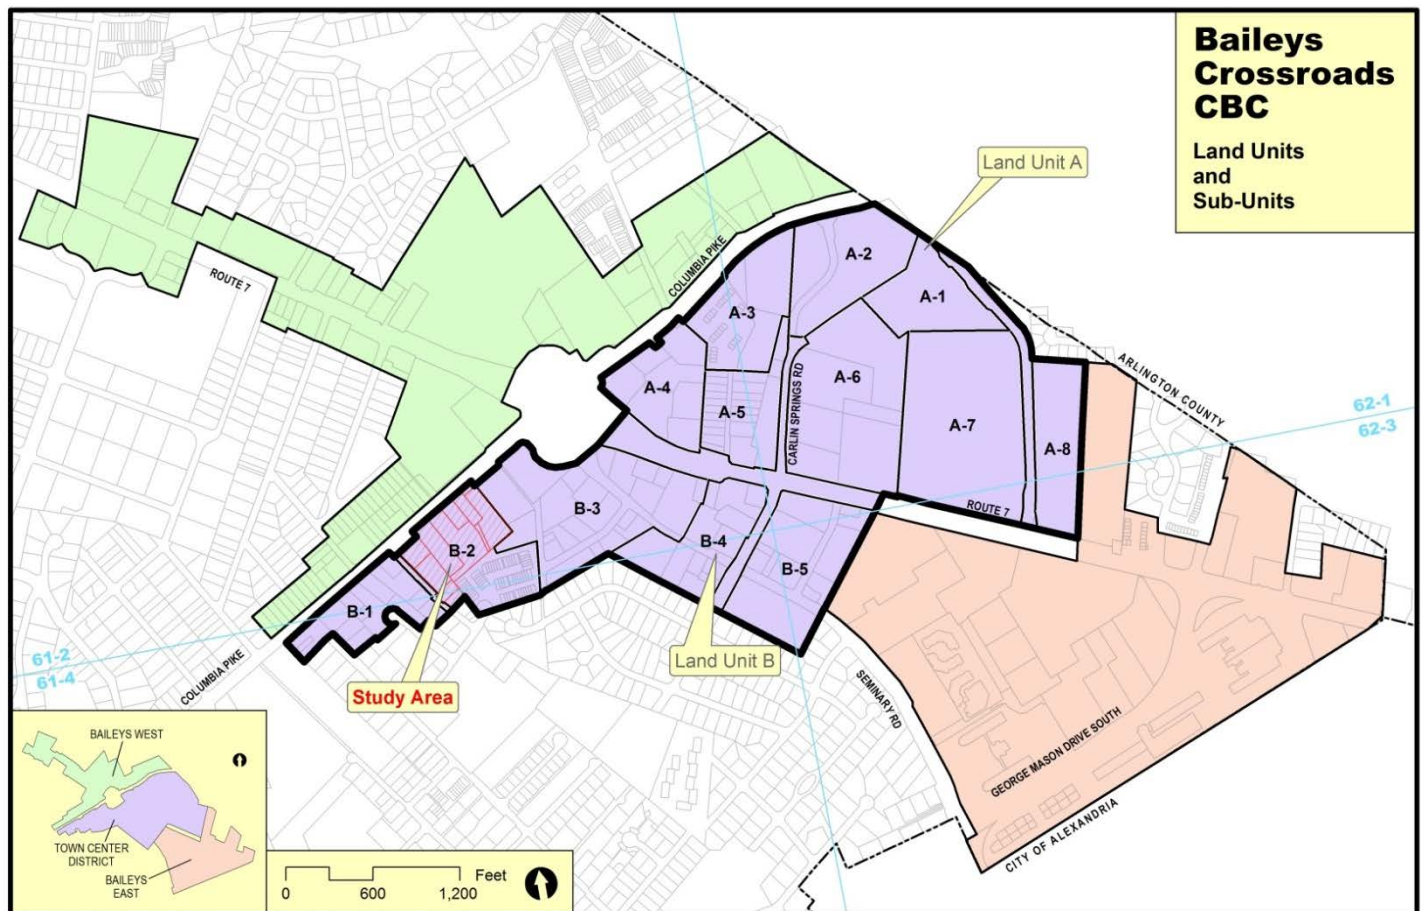 Baileys
Crossroads
CBC
Land Units
and
Sub-Units
Land Unit A
COLUMBIA PIKE
ROUTE 7
A-2
A-1
A-3
ARLINGTON COUNTY
A-4
A-6
A-5
CARLIN SPRINGS RD
62-1
62-3
A-7
A-8
B-3
ROUTE 7
B-4
B-2
B-5
B-1
61-2
61-4
COLUMBIA PIKE
Land Unit B
Study Area
SEMINARY RD
GEORGE MASON DRIVE SOUTH
CITY OF ALEXANDRIA
BAILEYS WEST
TOWN CENTER
DISTRICT
BAILEYS
EAST
Feet
0 600 1,200